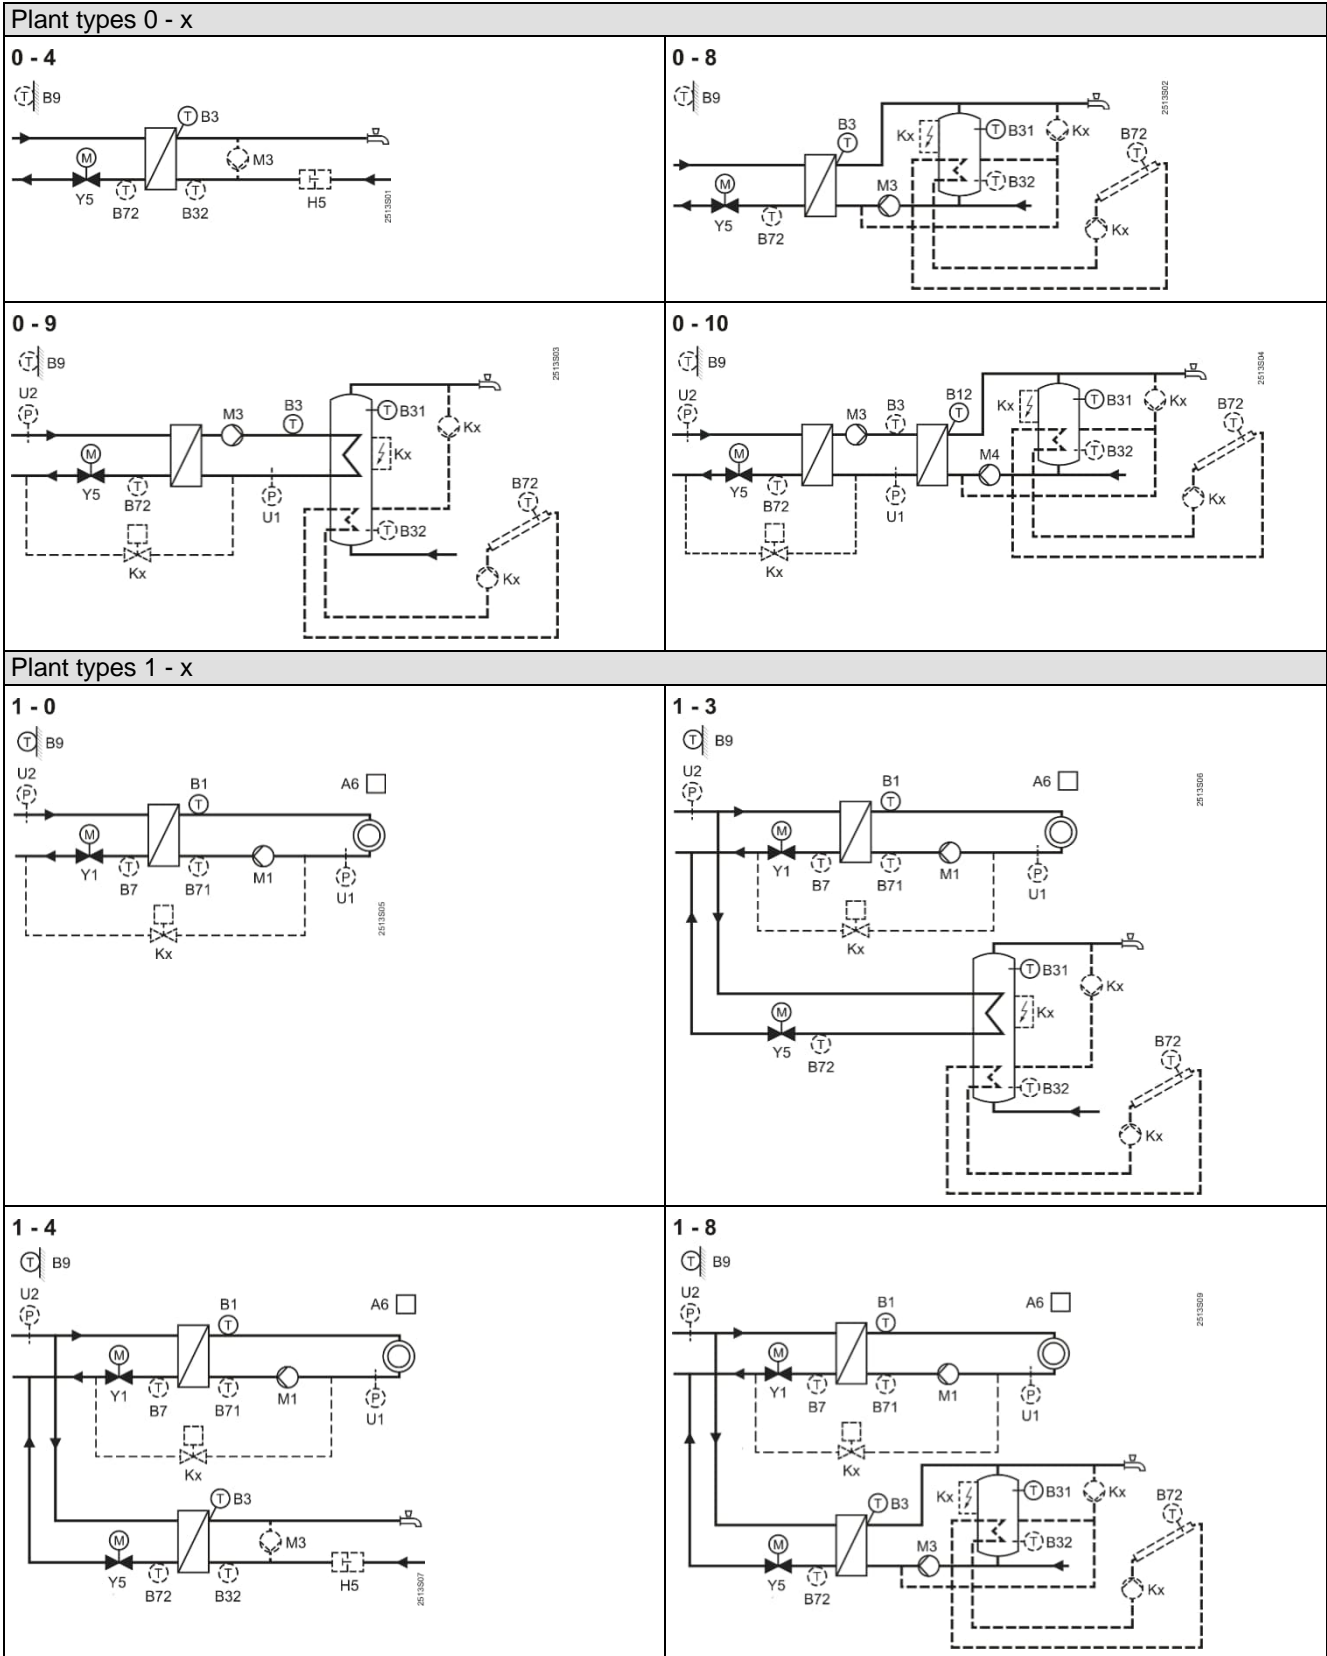 Plant types 0 - x
0 - 4
T B9
T B3
M
Y5
T
B72
T
B32
M3
H5
2513S01
0 - 8
T B9
B3
T
M
Y5
T
B72
M3
Kx
T B31
T B32
Kx
B72
T
Kx
2513S02
0 - 9
T B9
U2
P
M
Y5
T
B72
Kx
M3
B3
T
P
U1
T B31
Kx
T B32
Kx
B72
T
Kx
2513S03
0 - 10
T B9
U2
P
M
Y5
T
B72
Kx
M3
B3
T
P
U1
B12
T
M4
Kx
T B31
T B32
Kx
B72
T
Kx
2513S04
Plant types 1 - x
1 - 0
T B9
U2
P
M
Y1
T
B7
B1
T
T
B71
M1
A6
P
U1
Kx
2513S05
1 - 3
T B9
U2
P
M
Y1
T
B7
B1
T
T
B71
M1
A6
P
U1
Kx
M
Y5
T
B72
T B31
Kx
T B32
Kx
B72
T
Kx
2513S06
1 - 4
T B9
U2
P
M
Y1
T
B7
B1
T
T
B71
M1
A6
P
U1
Kx
M
Y5
T
B72
T B3
T
B32
M3
H5
2513S07
1 - 8
T B9
U2
P
M
Y1
T
B7
B1
T
T
B71
M1
A6
P
U1
Kx
M
Y5
T
B72
T B3
M3
Kx
T B31
T B32
Kx
B72
T
Kx
2513S09